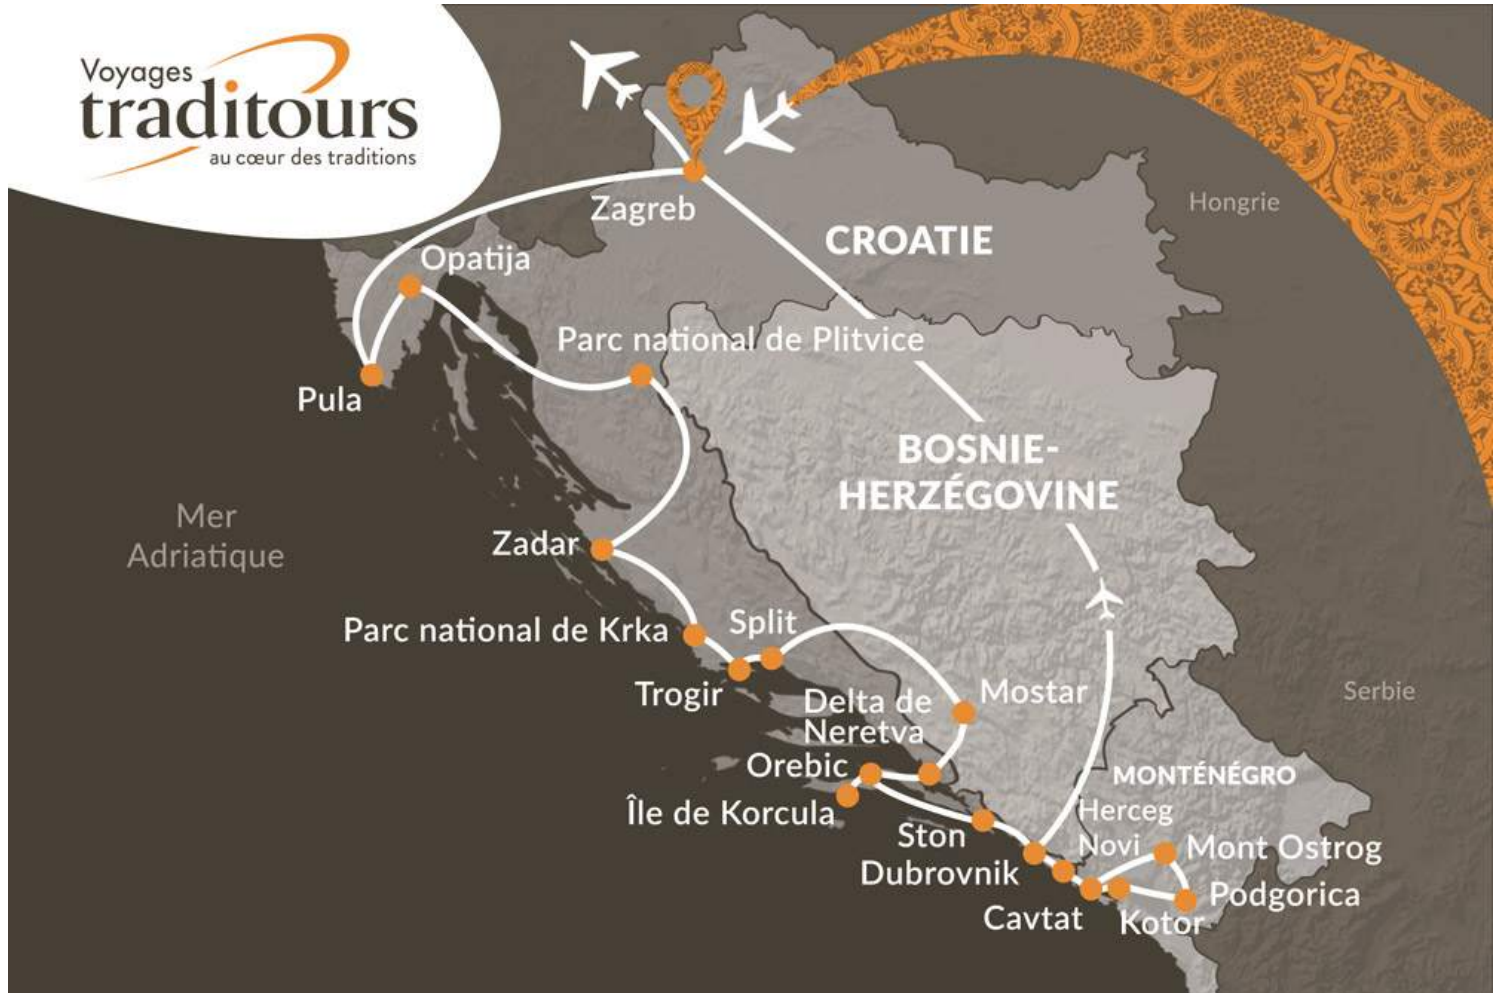 Voyages
traditours
au cœur des traditions
Hongrie
Zagreb
CROATIE
Opatija
Parc national de Plitvice
Pula
BOSNIE-
HERZÉGOVINE
Mer
Adriatique
Zadar
Parc national de Krka
Split
Trogir
Delta de
Neretva
Mostar
Serbie
Orebic
MONTÉNÉGRO
Île de Korcula
Herceg
Novi
Ston
Mont Ostrog
Dubrovnik
Podgorica
Cavtat
Kotor